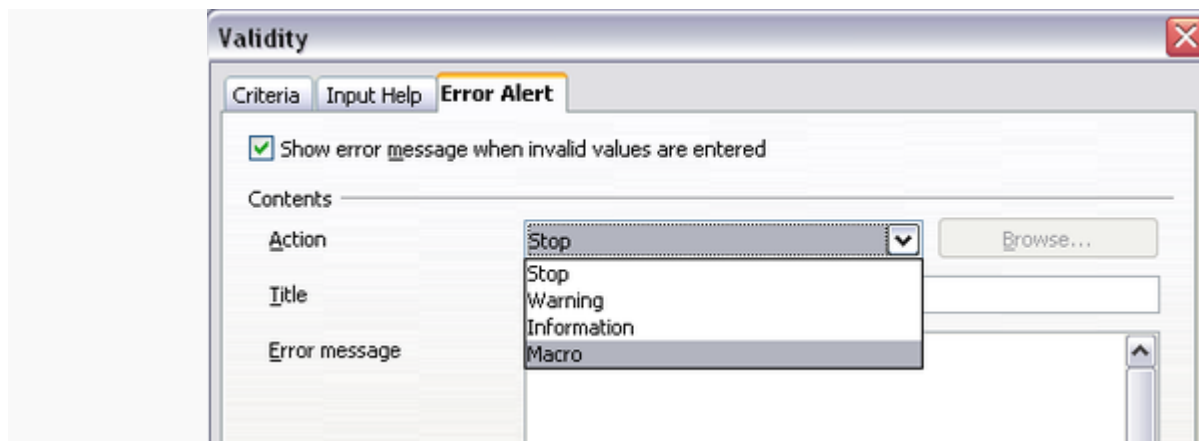 Validity
Criteria Input Help Error Alert
Show error message when invalid values are entered
Contents
Action Stop Browse...
Stop
Title Warning
Information
Error message Macro